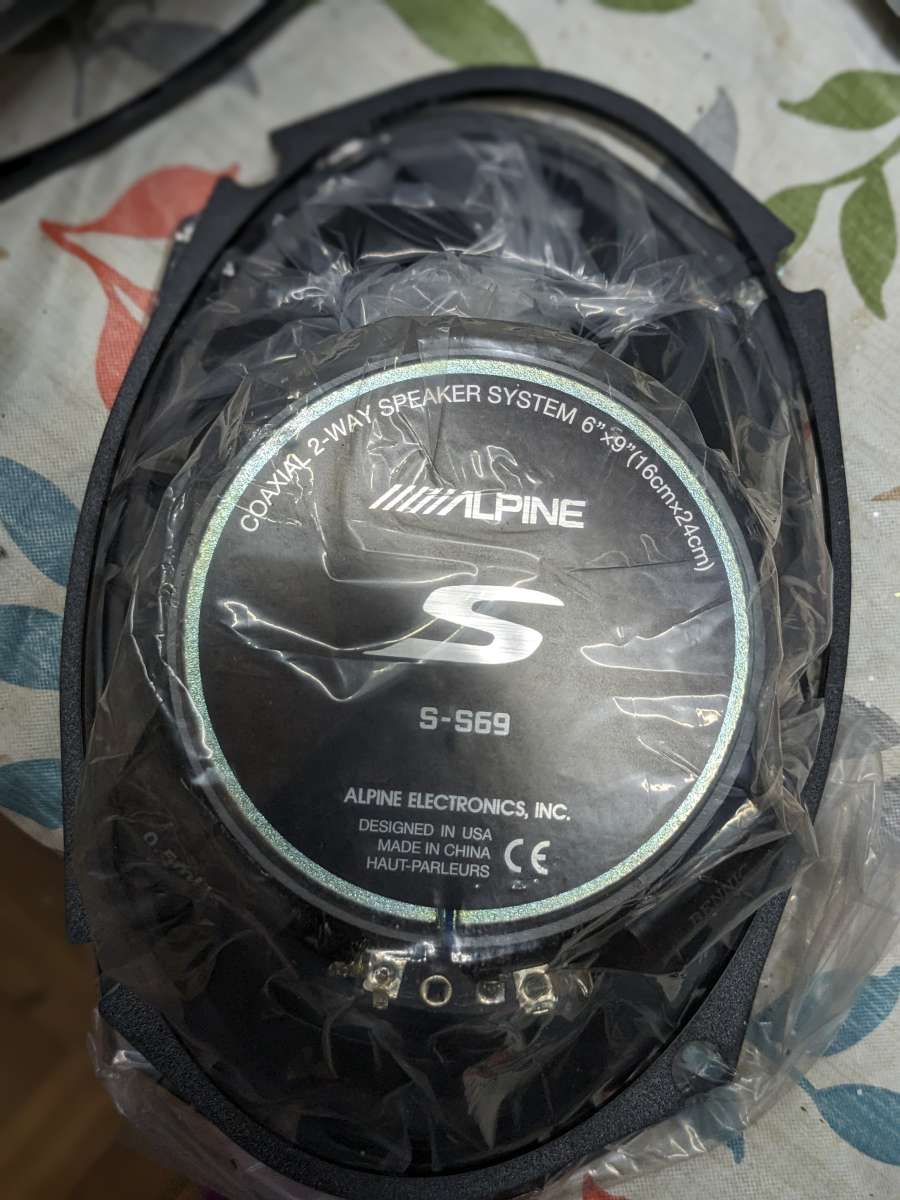 COAXIAL 2-WAY SPEAKER SYSTEM 6”x9”(16cmx24cm)
ALPINE
S
S-S69
ALPINE ELECTRONICS, INC.
DESIGNED IN USA
MADE IN CHINA
HAUT-PARLEURS
CE